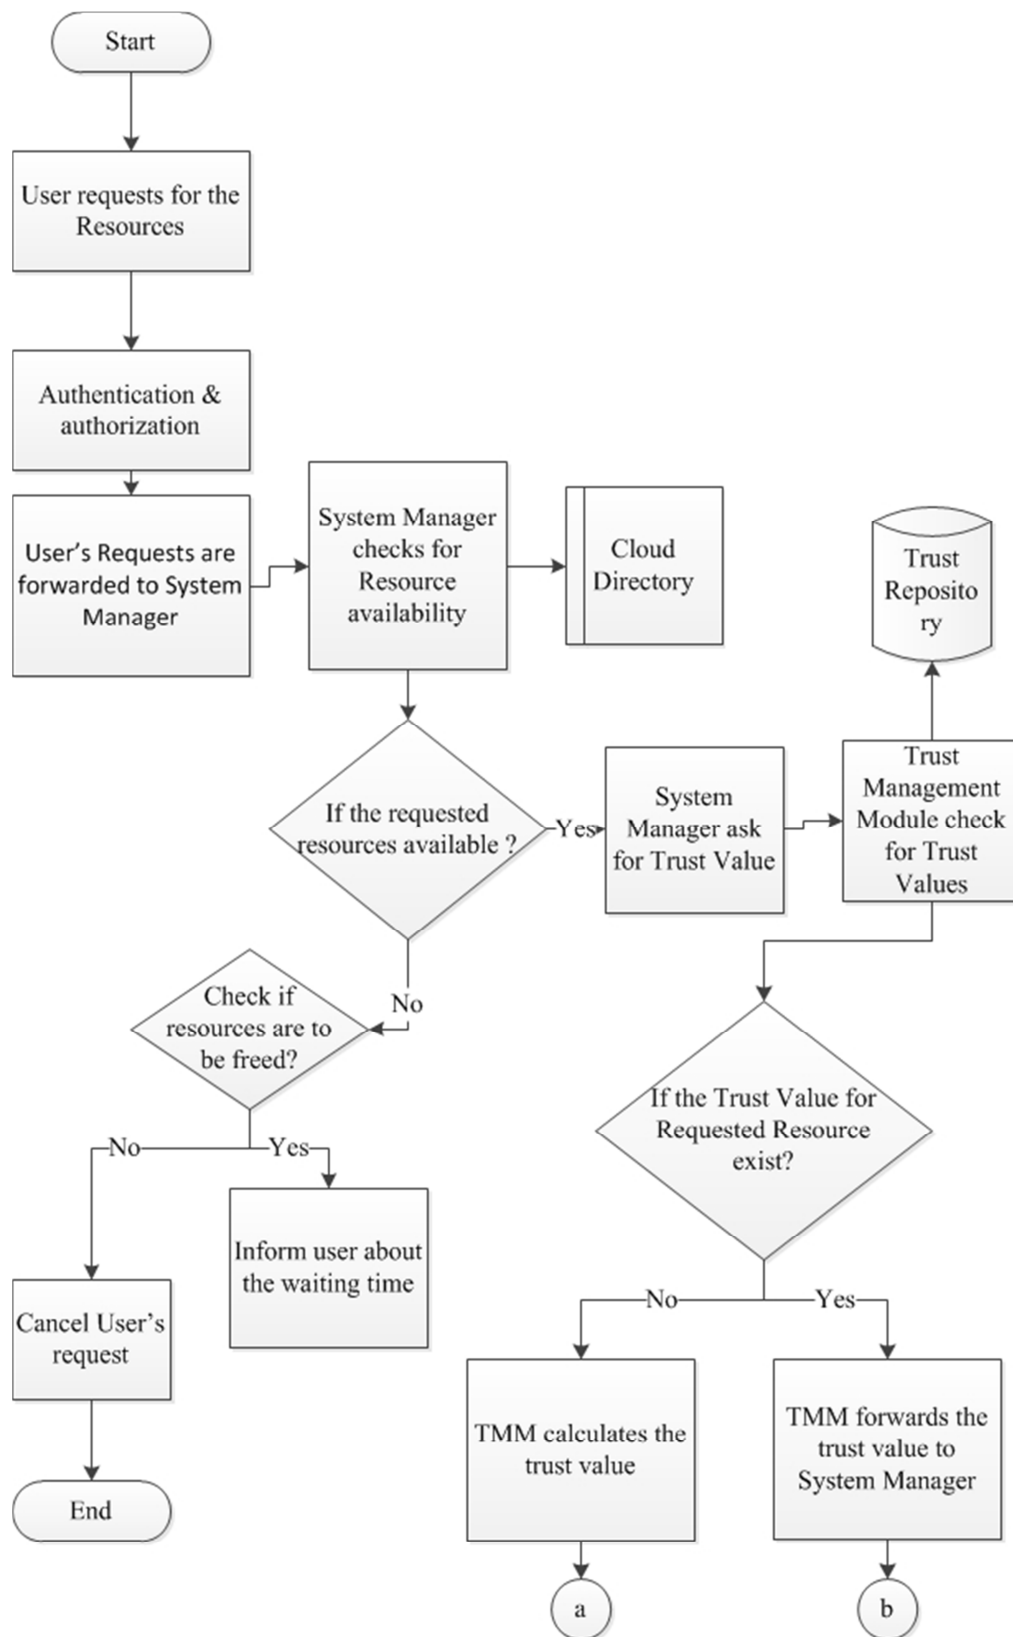 Start
User requests for the
Resources
Authentication &
authorization
User's Requests are
forwarded to System
Manager
System Manager
checks for
Resource
availability
Cloud
Directory
Trust
Reposito
ry
If the requested
resources available ?
Yes
System
Manager ask
for Trust Value
Trust
Management
Module check
for Trust
Values
No
Check if
resources are to
be freed?
No
Yes
Inform user about
the waiting time
Cancel User's
request
End
If the Trust Value for
Requested Resource
exist?
No
Yes
TMM calculates the
trust value
TMM forwards the
trust value to
System Manager
a
b